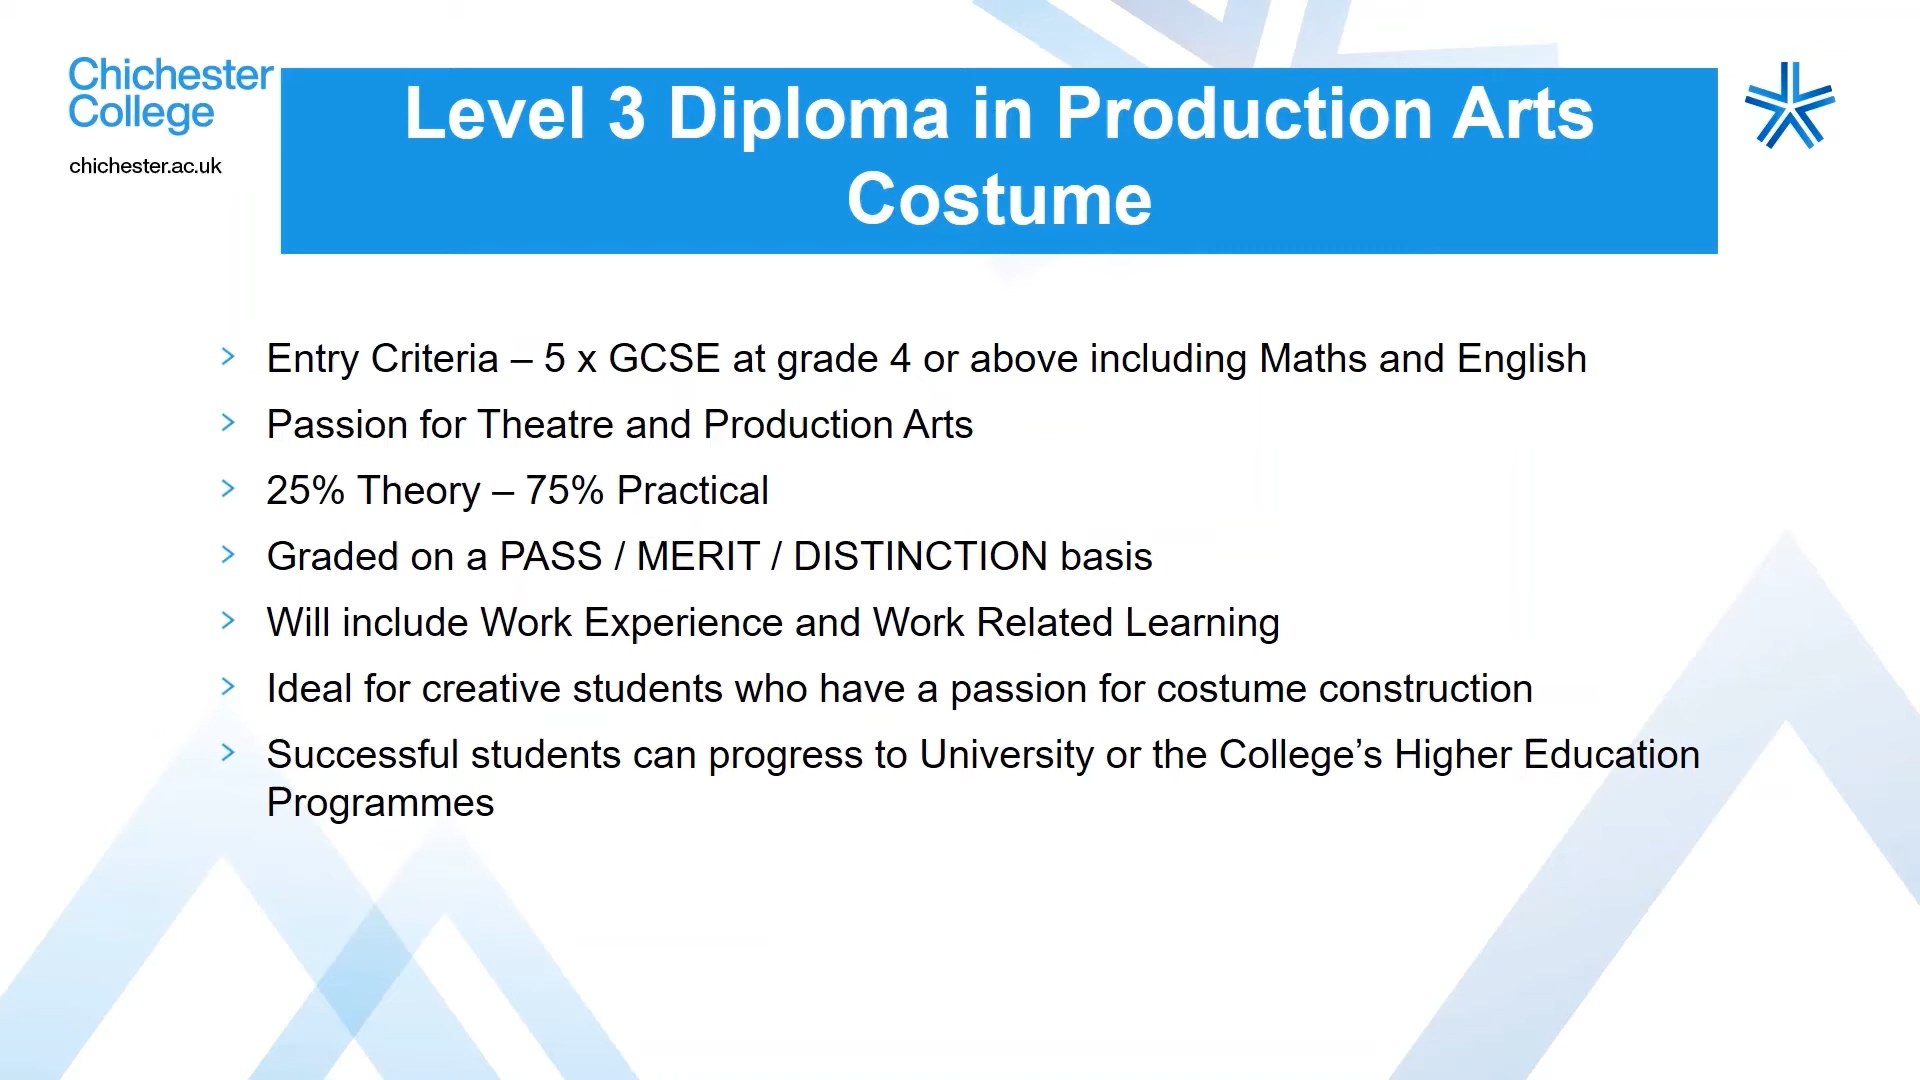 Chichester
College
chichester.ac.uk
Level 3 Diploma in Production Arts
Costume
Entry Criteria – 5 x GCSE at grade 4 or above including Maths and English
Passion for Theatre and Production Arts
25% Theory – 75% Practical
Graded on a PASS / MERIT / DISTINCTION basis
Will include Work Experience and Work Related Learning
Ideal for creative students who have a passion for costume construction
Successful students can progress to University or the College’s Higher Education
Programmes